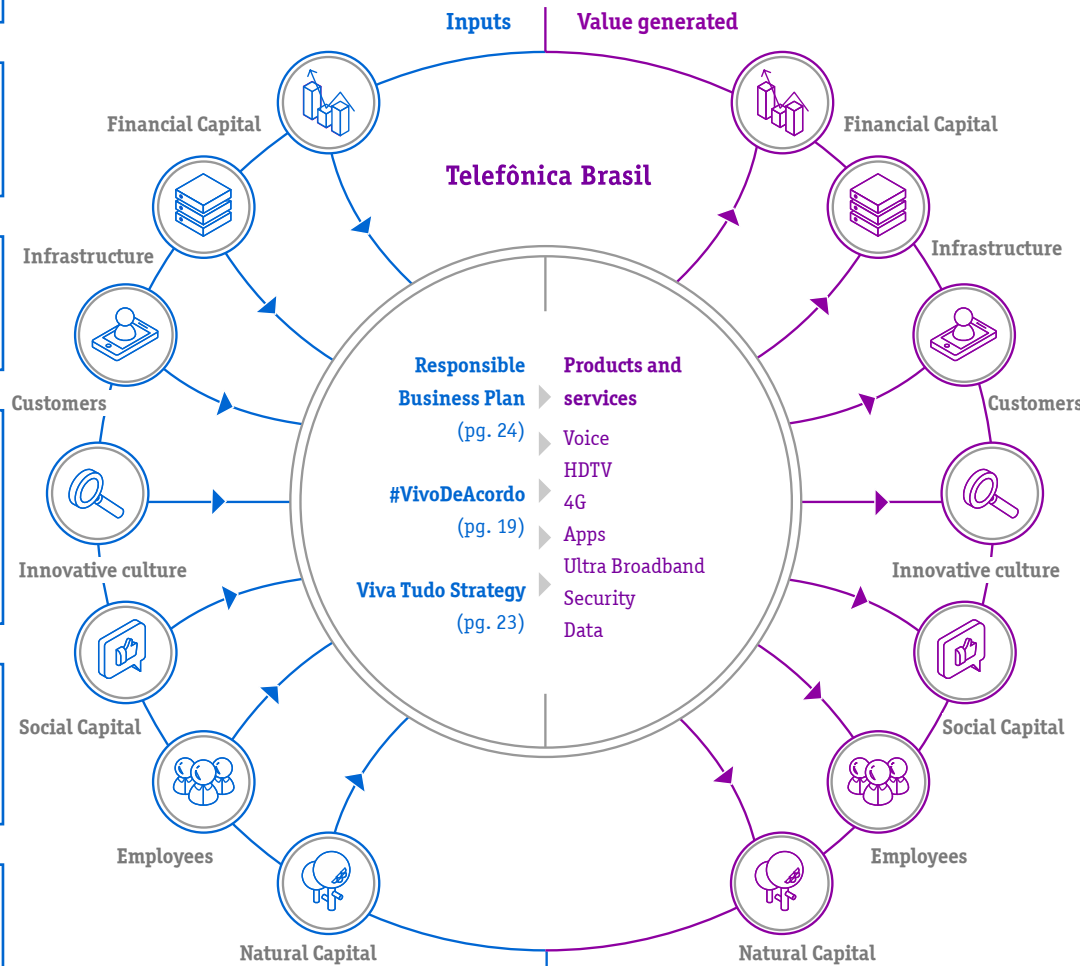 Inputs
Value generated
Financial Capital
Financial Capital
Telefônica Brasil
Infrastructure
Infrastructure
Customers
Customers
Responsible
Business Plan
(pg. 24)
#VivoDeAcordo
(pg. 19)
Viva Tudo Strategy
(pg. 23)
Products and
services
Voice
HDTV
4G
Apps
Ultra Broadband
Security
Data
Innovative culture
Innovative culture
Social Capital
Social Capital
Employees
Employees
Natural Capital
Natural Capital